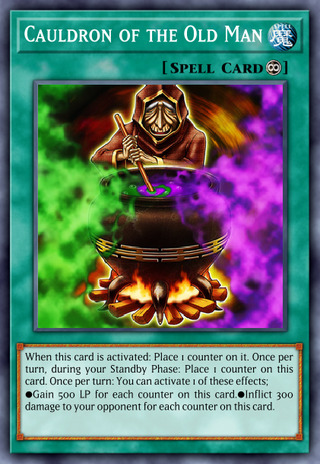 Cauldron of the Old Man 魔
[Spell Card]
When this card is activated: Place 1 counter on it. Once per
turn, during your Standby Phase: Place 1 counter on this
card. Once per turn: You can activate 1 of these effects;
●Gain 500 LP for each counter on this card.●Inflict 300
damage to your opponent for each counter on this card.